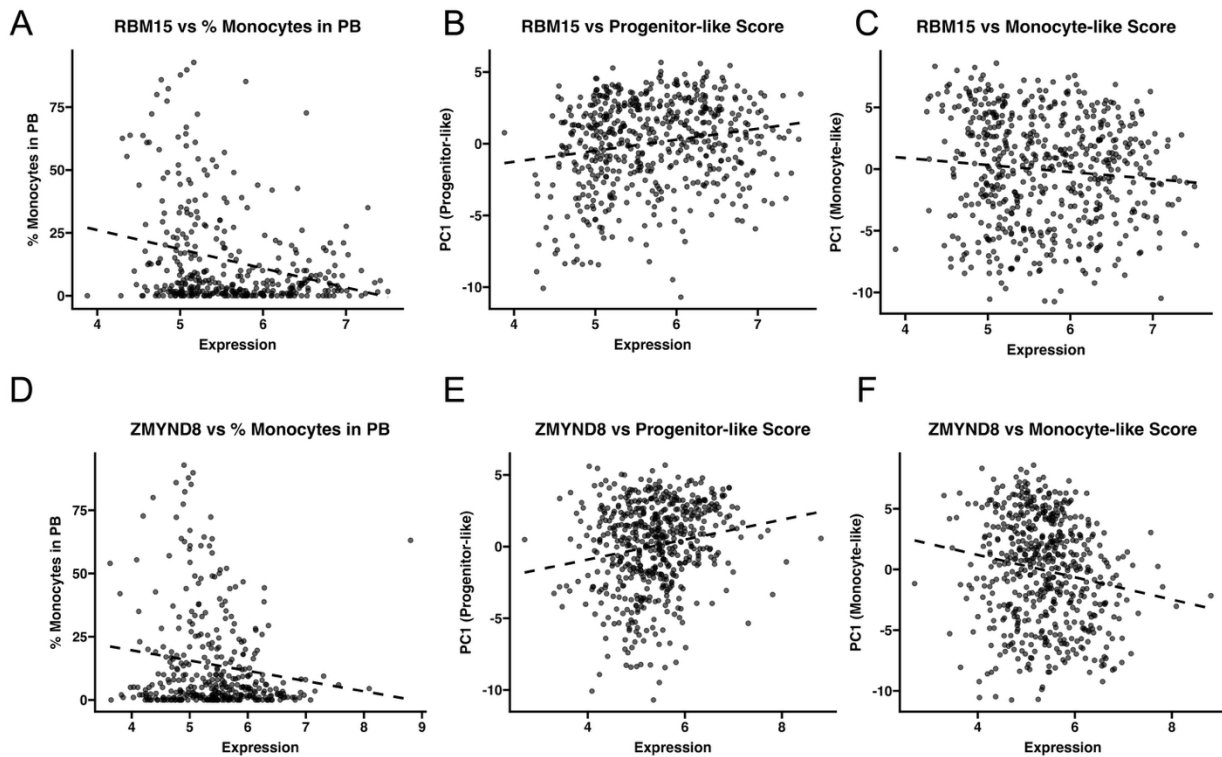 A
RBM15 vs % Monocytes in PB
% Monocytes in PB
75
50
25
0
4 5 6 7
Expression
B
RBM15 vs Progenitor-like Score
PC1 (Progenitor-like)
5
0
-5
-10
4 5 6 7
Expression
C
RBM15 vs Monocyte-like Score
PC1 (Monocyte-like)
5
0
-5
-10
4 5 6 7
Expression
D
ZMYND8 vs % Monocytes in PB
% Monocytes in PB
75
50
25
0
4 5 6 7 8 9
Expression
E
ZMYND8 vs Progenitor-like Score
PC1 (Progenitor-like)
5
0
-5
-10
4 6 8
Expression
F
ZMYND8 vs Monocyte-like Score
PC1 (Monocyte-like)
5
0
-5
-10
4 6 8
Expression